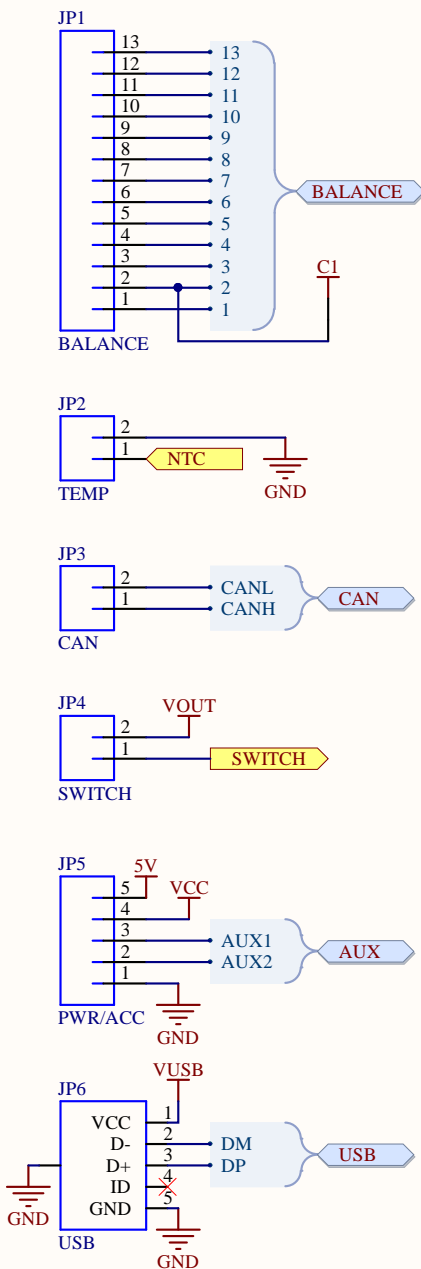 JP1
13 13
12 12
11 11
10 10
9 9
8 8
7 7
6 6
5 5
4 4
3 3
2 2
1 1
BALANCE
C1
BALANCE
JP2
2
1 NTC
GND
TEMP
JP3
2 CANL
1 CANH
CAN
CAN
JP4
VOUT
2
1 SWITCH
SWITCH
JP5
5V
5
VCC
4
3 AUX1
2 AUX2
1
AUX
GND
PWR/ACC
JP6
VUSB
VCC 1
D- 2 DM
D+ 3 DP
ID 4
GND 5
USB
GND
GND
USB